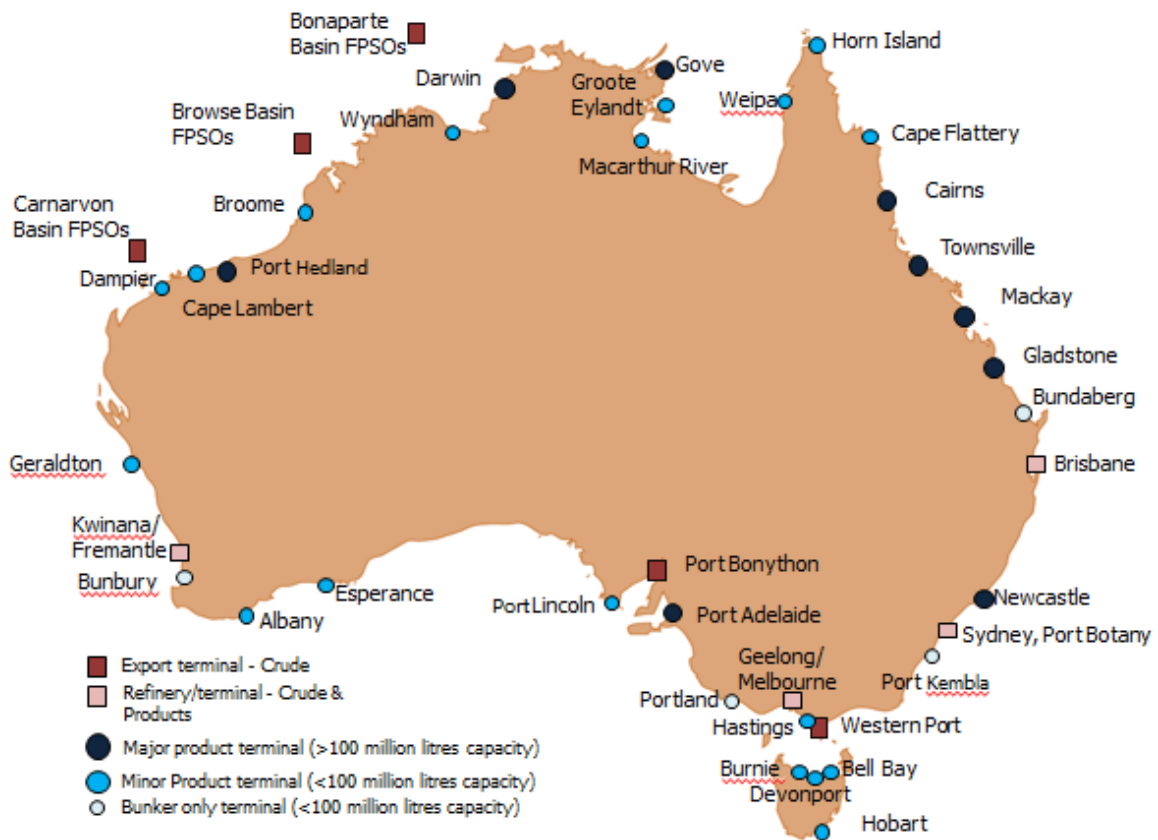 Bonaparte
Basin FPSOs
Horn Island
Darwin
Gove
Groote
Eylandt
Weipa
Browse Basin
FPSOs
Wyndham
Cape Flattery
Macarthur River
Cairns
Broome
Carnarvon
Basin FPSOs
Townsville
Dampier
Port Hedland
Cape Lambert
Mackay
Gladstone
Bundaberg
Geraldton
Brisbane
Kwinana/
Fremantle
Bunbury
Esperance
Albany
Port Bonython
Port Lincoln
Port Adelaide
Newcastle
Sydney, Port Botany
Geelong/
Melbourne
Port Kembla
Portland
Hastings
Western Port
Burnie
Bell Bay
Devonport
Hobart
Export terminal - Crude
Refinery/terminal - Crude &
Products
Major product terminal (>100 million litres capacity)
Minor Product terminal (<100 million litres capacity)
Bunker only terminal (<100 million litres capacity)